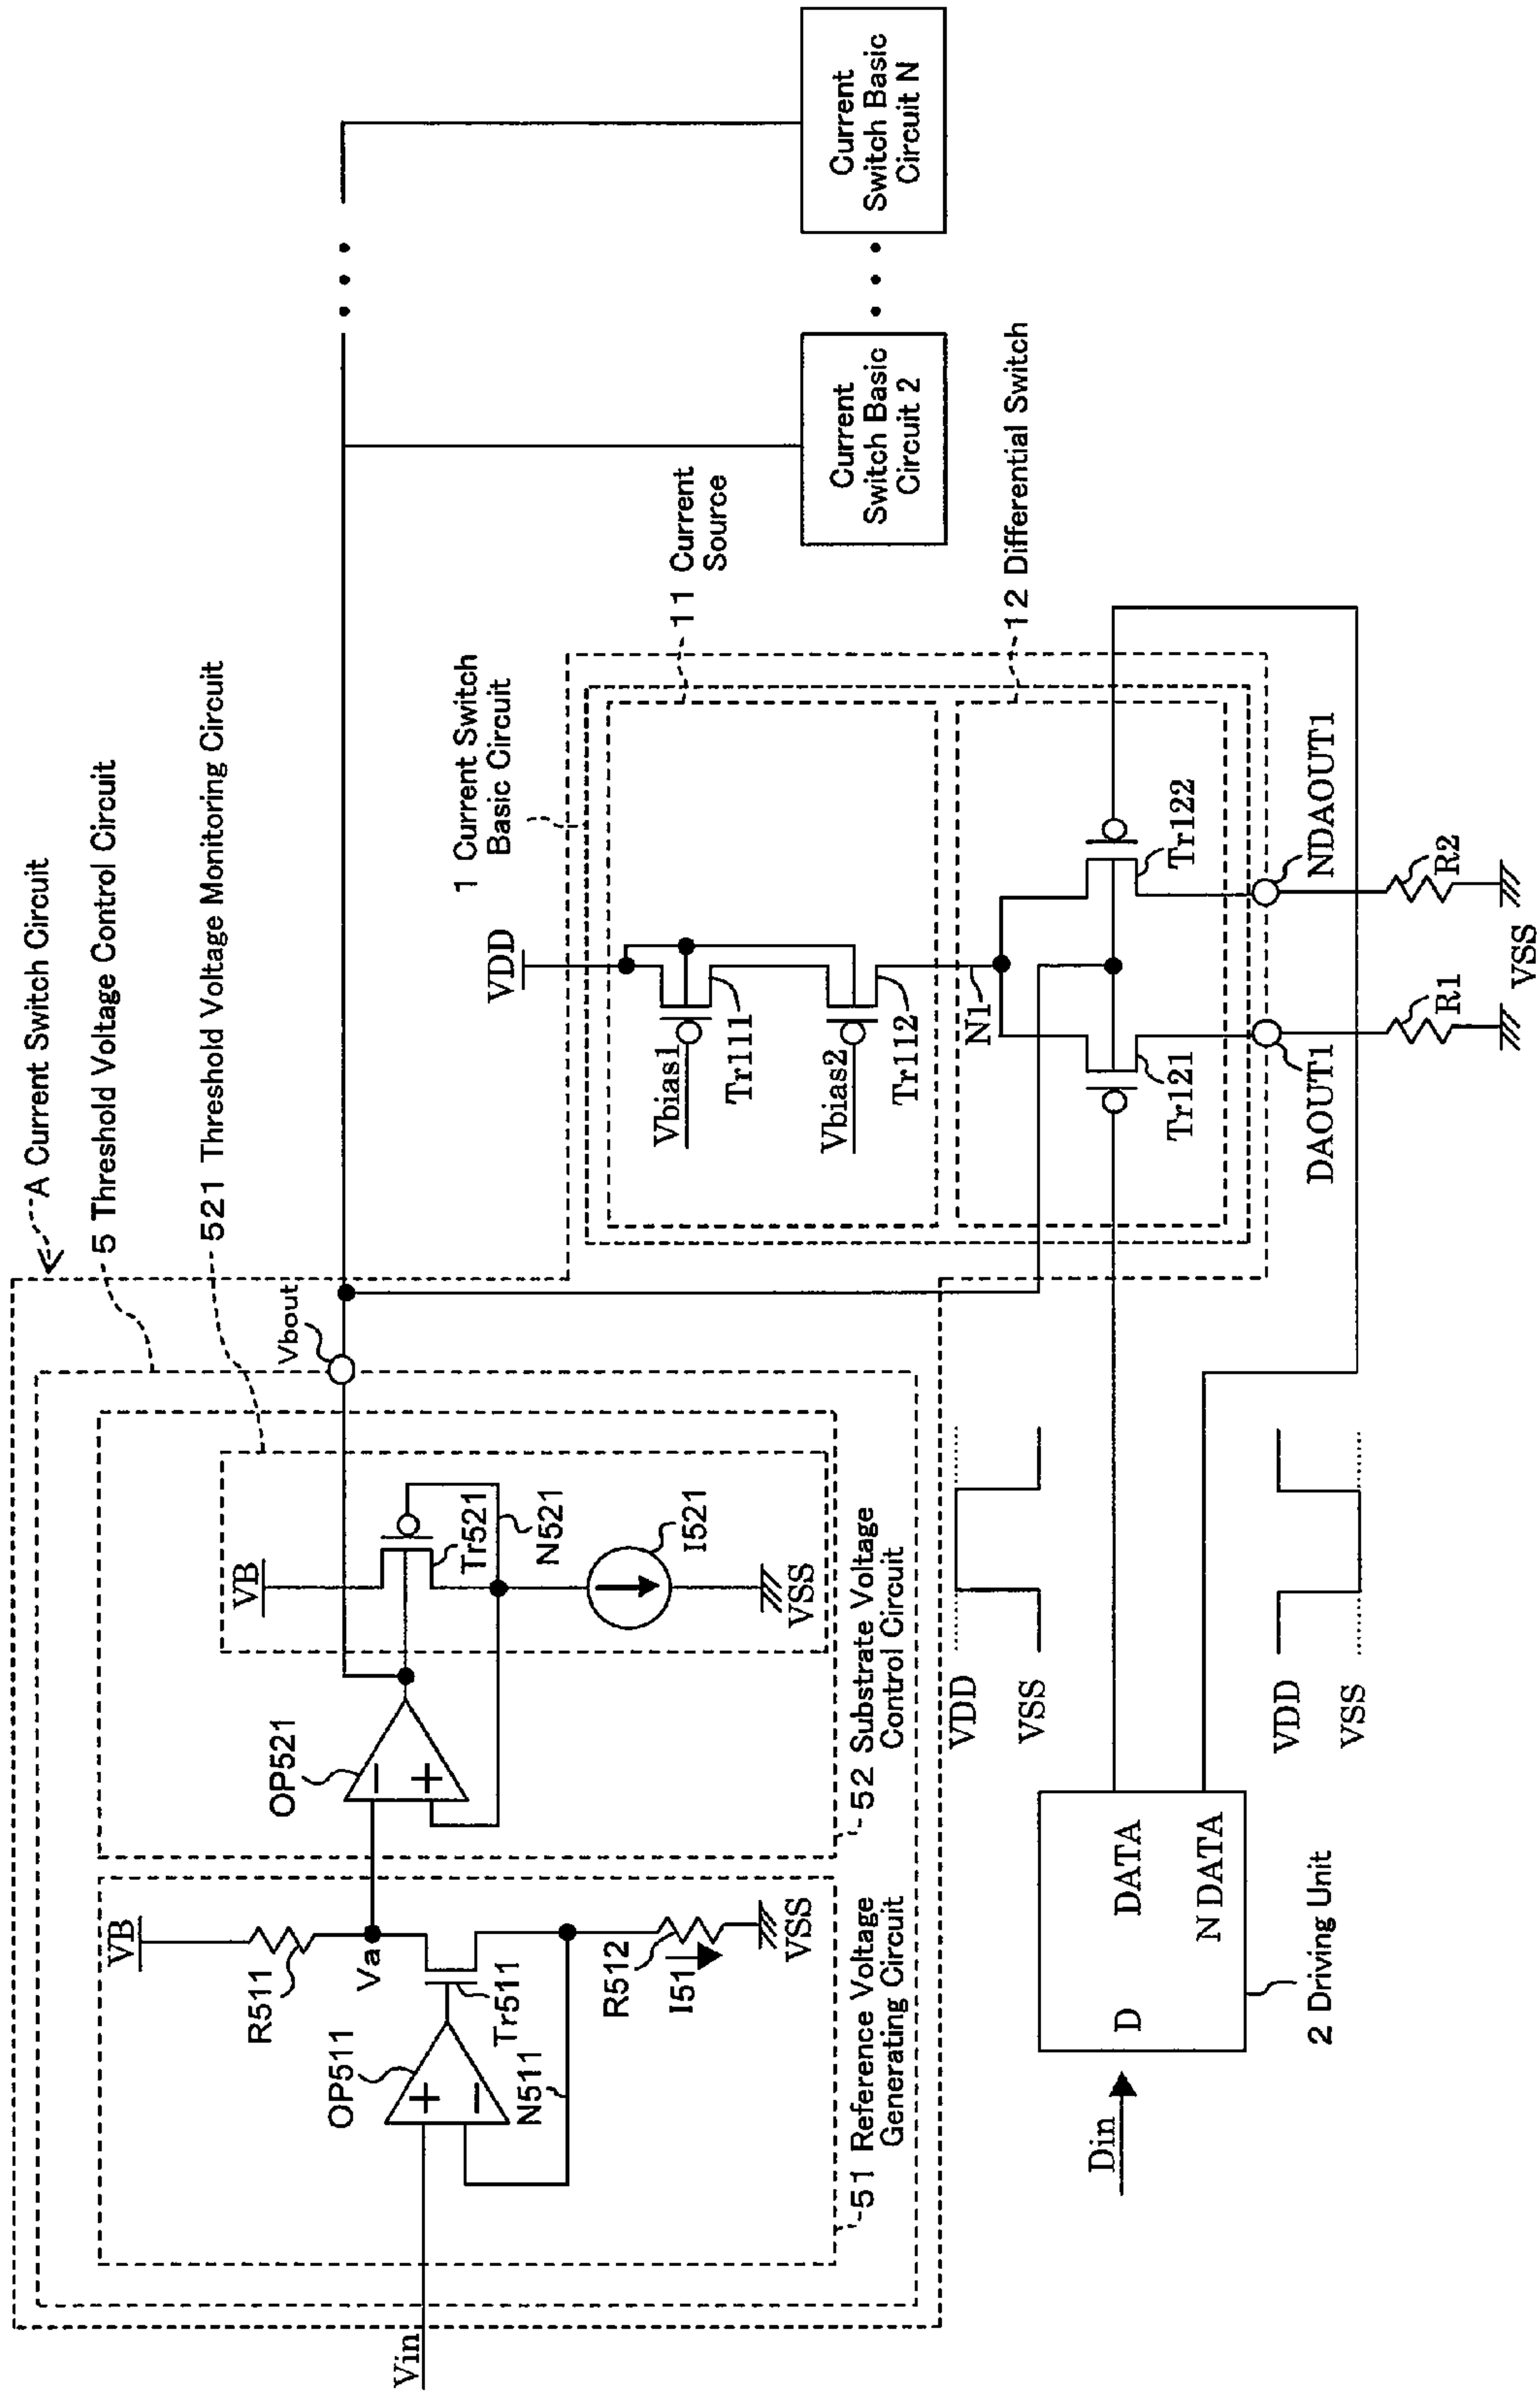 A Current Switch Circuit
5 Threshold Voltage Control Circuit
521 Threshold Voltage Monitoring Circuit
Vbout
VB
R511
Va
OP511
+
−
Tr511
N511
R512
I51
VSS
51 Reference Voltage
Generating Circuit
Vin
OP521
−
+
VB
Tr521
N521
I521
VSS
52 Substrate Voltage
Control Circuit
1 Current Switch
Basic Circuit
11 Current
Source
VDD
Vbias1
Tr111
Vbias2
Tr112
N1
12 Differential Switch
Tr121
Tr122
DAOUT1
NDAOUT1
R1
R2
VSS
Current
Switch Basic
Circuit 2
Current
Switch Basic
Circuit N
Din
D
DATA
NDATA
2 Driving Unit
VDD
VSS
VDD
VSS